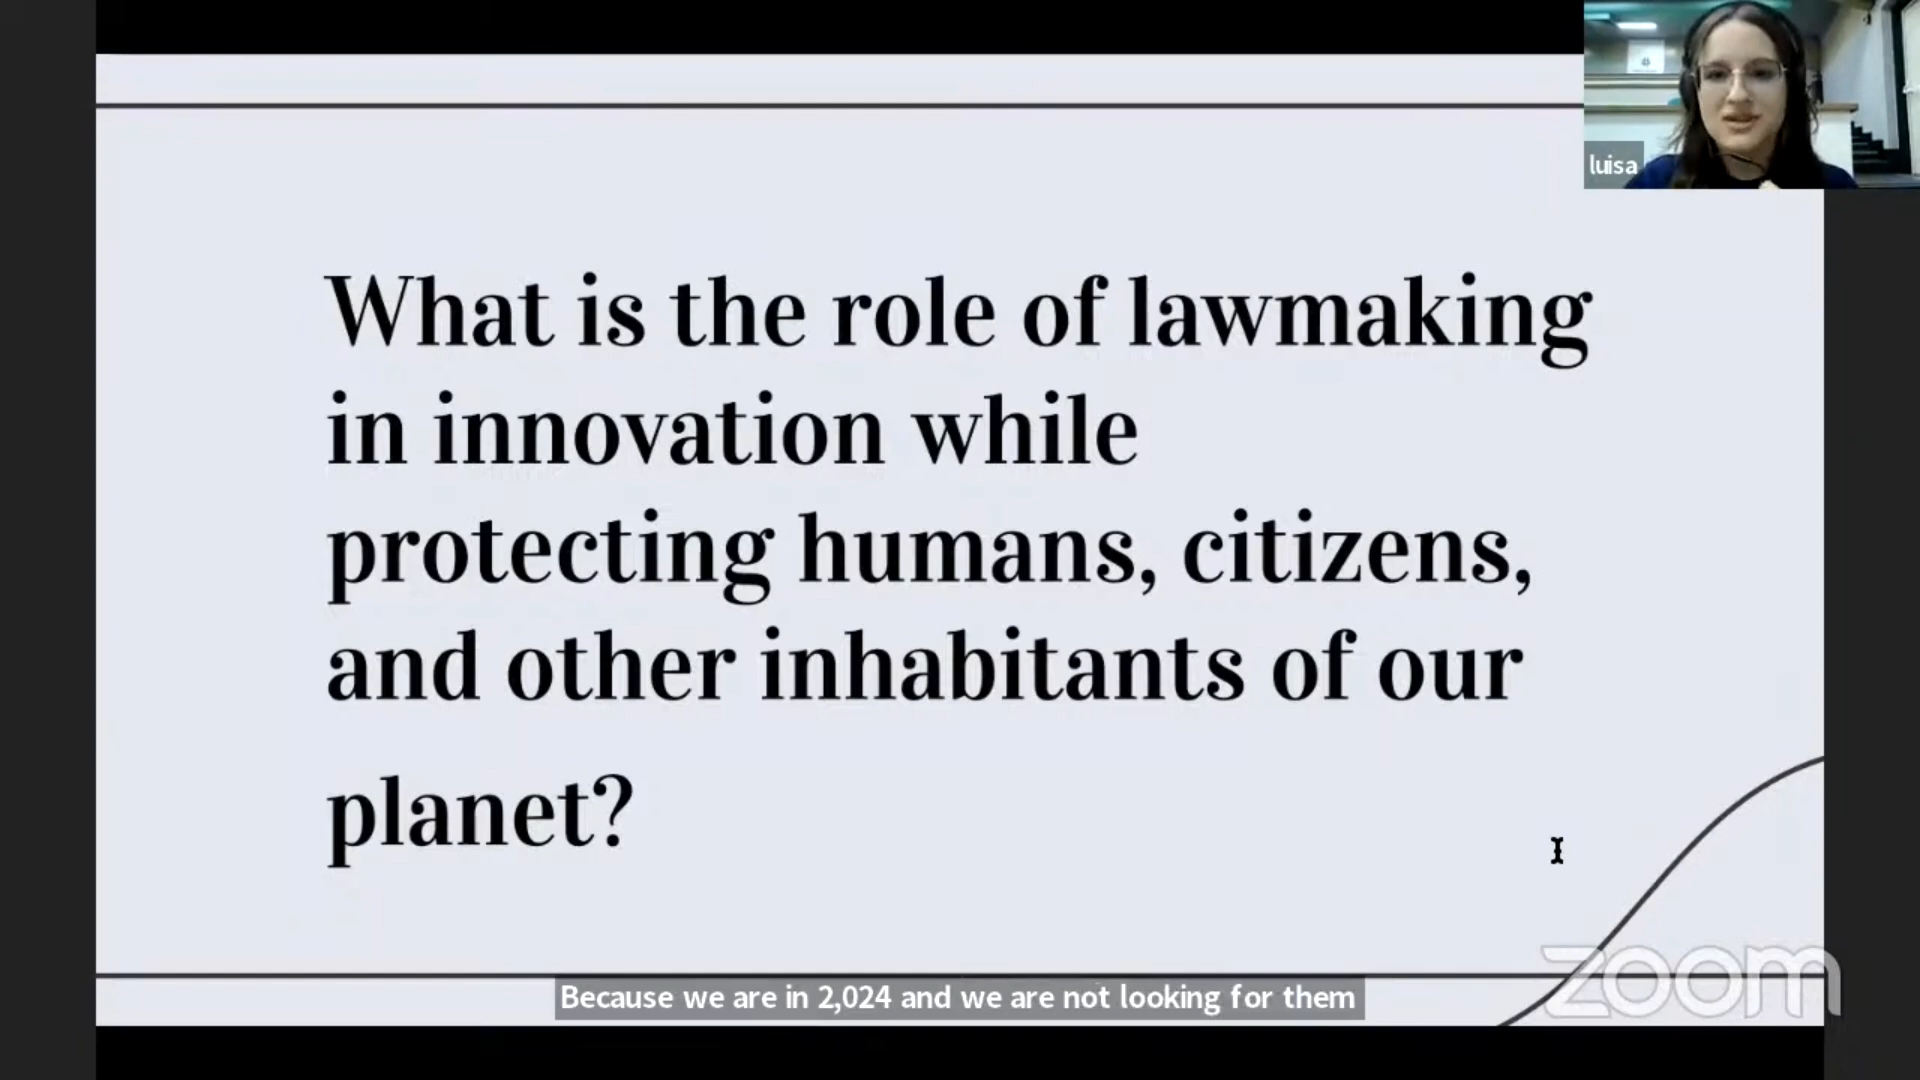 luisa
What is the role of lawmaking
in innovation while
protecting humans, citizens,
and other inhabitants of our
planet?
zoom
Because we are in 2,024 and we are not looking for them